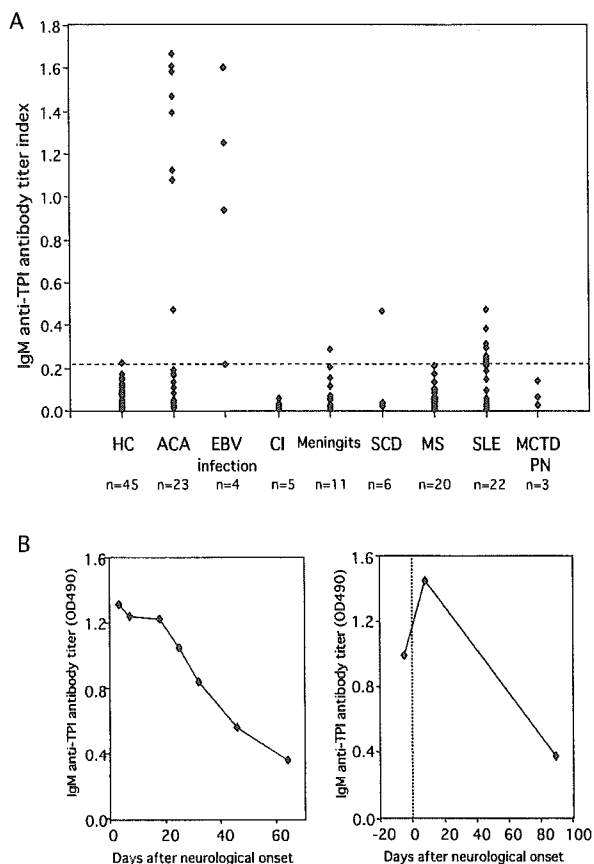 A
IgM anti-TPI antibody titer index
1.8
1.6
1.4
1.2
1.0
0.8
0.6
0.4
0.2
0.0
HC ACA EBV CI Meningits SCD MS SLE MCTD
infection PN
n=45 n=23 n=4 n=5 n=11 n=6 n=20 n=22 n=3
B
IgM anti-TPI antibody titer (OD490)
1.6
1.2
0.8
0.4
0.0
0 20 40 60
Days after neurological onset
IgM anti-TPI antibody titer (OD490)
1.6
1.2
0.8
0.4
0.0
-20 0 20 40 60 80 100
Days after neurological onset